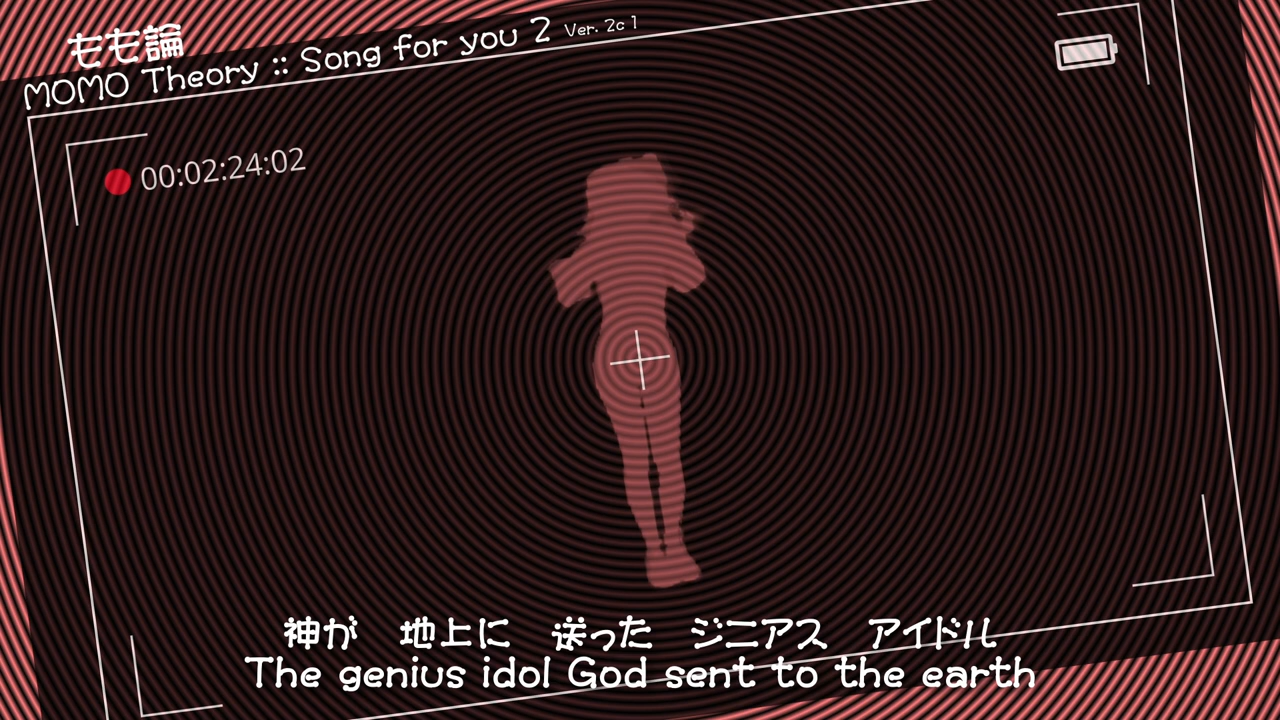 もも論
MOMO Theory :: Song for you 2 Ver. 2c1
00:02:24:02
神が 地上に 送った ジニアス アイドル
The genius idol God sent to the earth